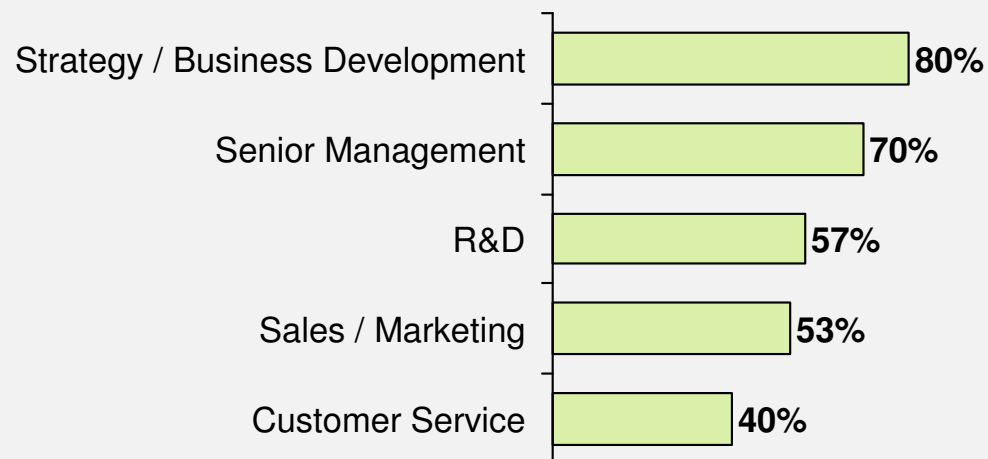 Strategy / Business Development 80%
Senior Management 70%
R&D 57%
Sales / Marketing 53%
Customer Service 40%